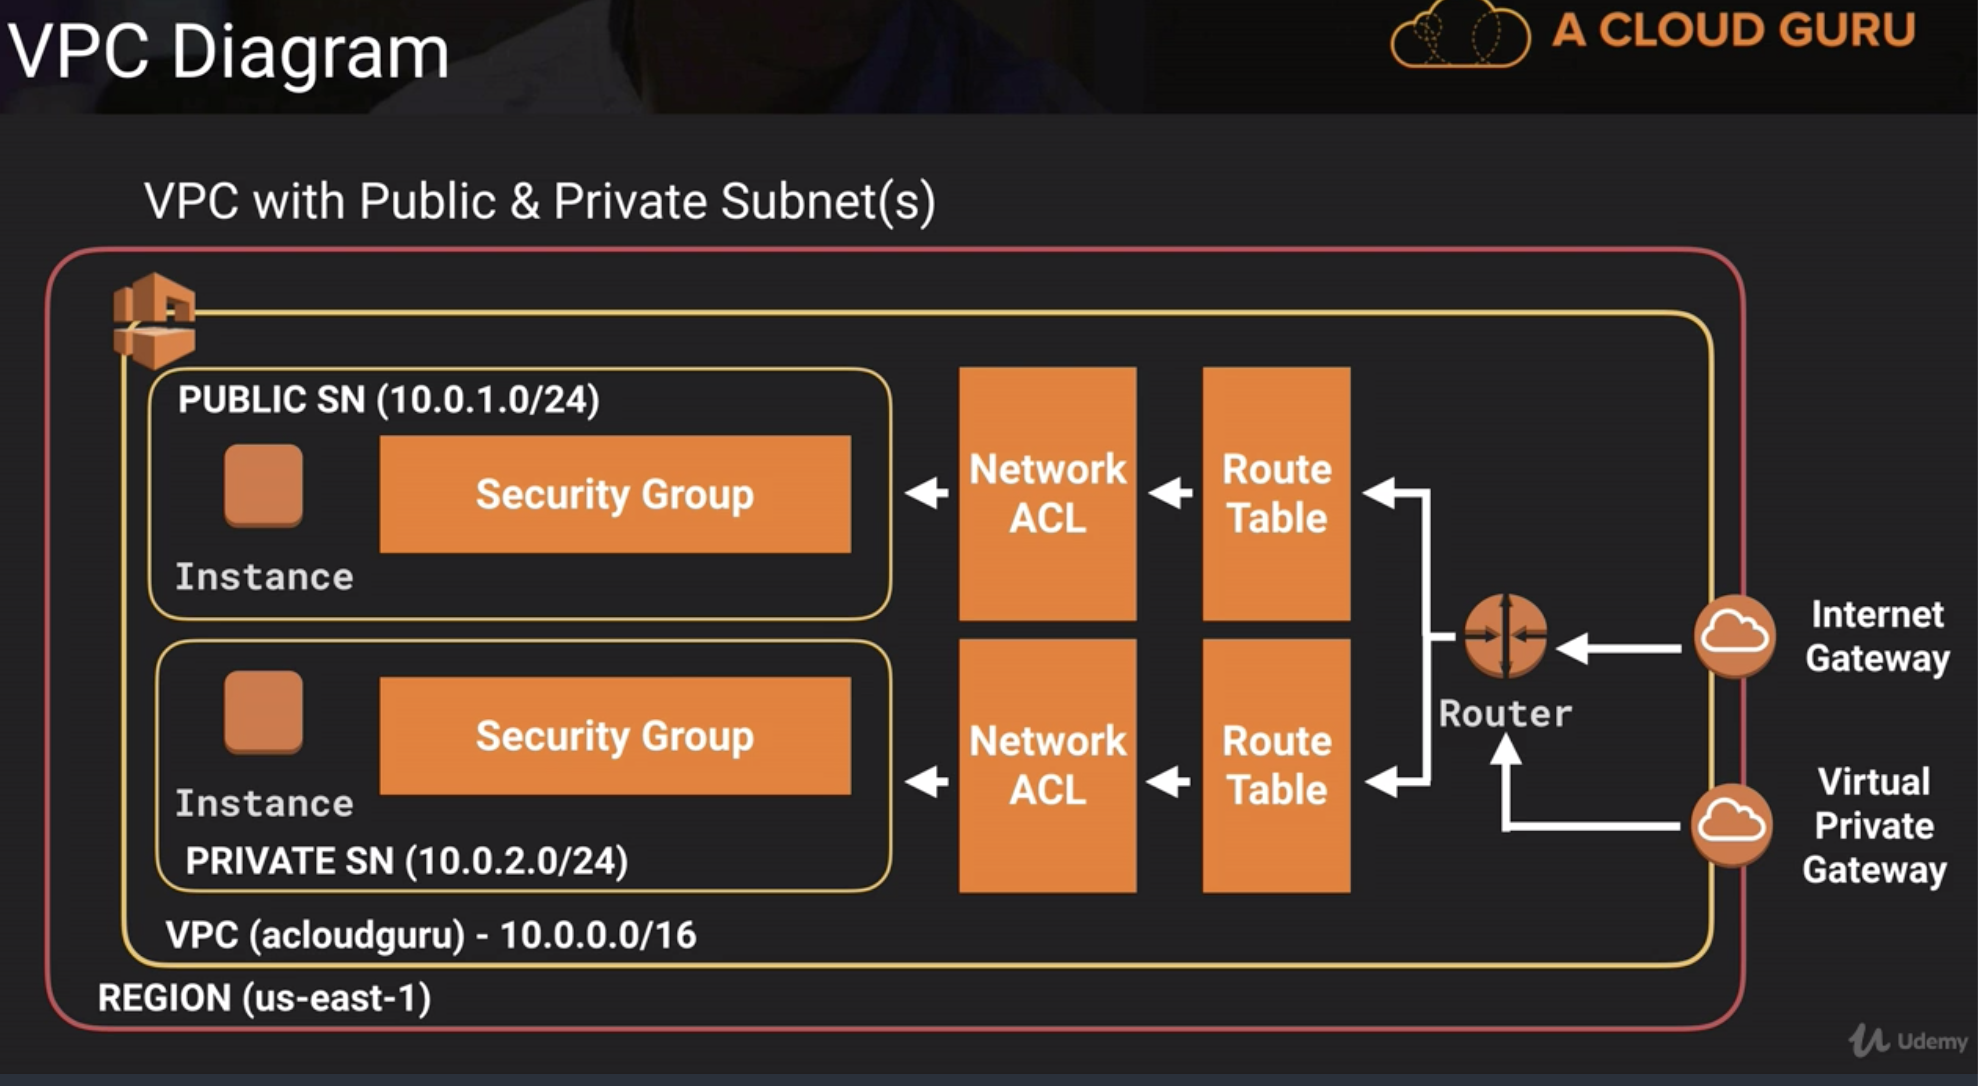 VPC Diagram
A CLOUD GURU
VPC with Public & Private Subnet(s)
PUBLIC SN (10.0.1.0/24)
Security Group
Instance
Network
ACL
Route
Table
Internet
Gateway
Router
Security Group
Instance
PRIVATE SN (10.0.2.0/24)
Network
ACL
Route
Table
Virtual
Private
Gateway
VPC (acloudguru) - 10.0.0.0/16
REGION (us-east-1)
Udemy